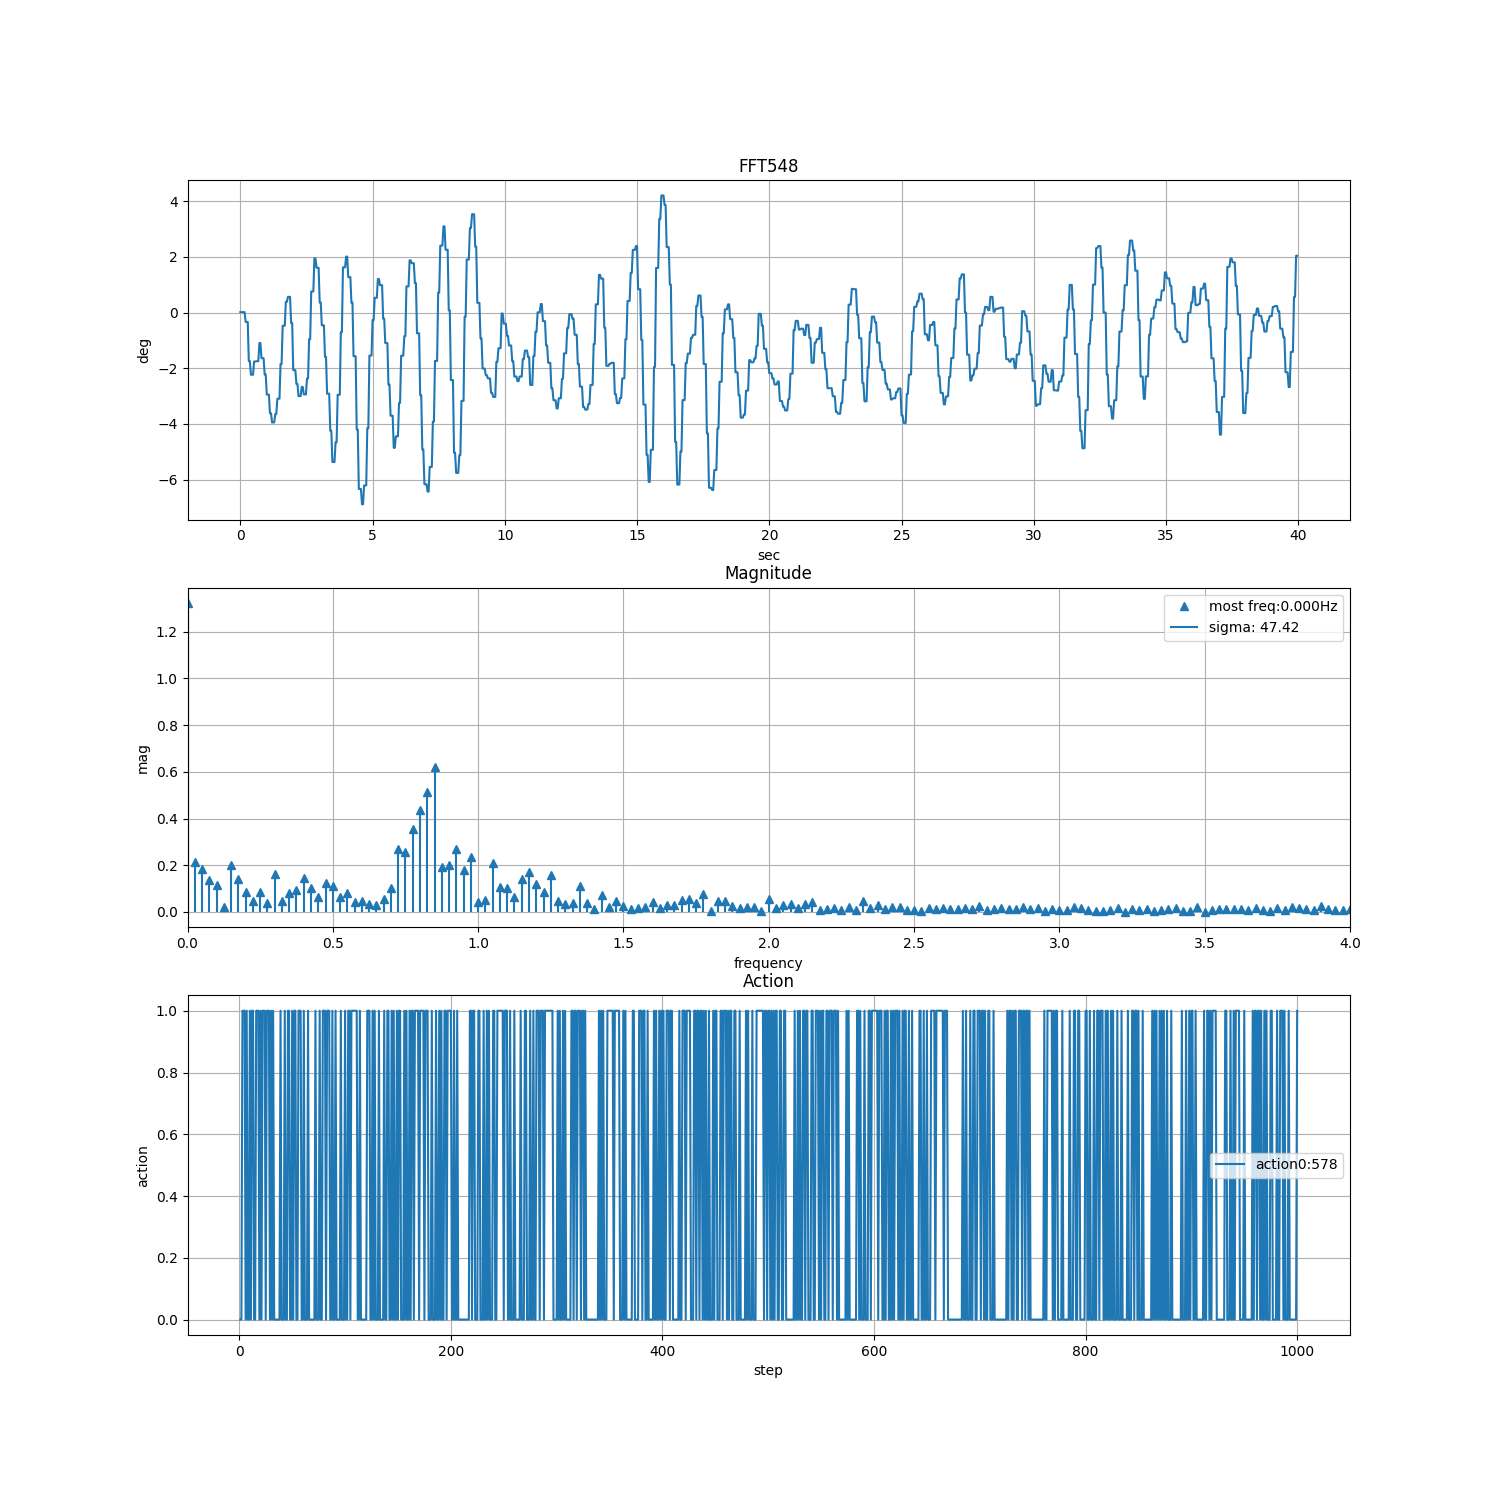 FFT548
4
2
0
−2
−4
−6
deg
0 5 10 15 20 25 30 35 40
sec
Magnitude
most freq:0.000Hz
sigma: 47.42
1.2
1.0
0.8
0.6
0.4
0.2
0.0
mag
0.0 0.5 1.0 1.5 2.0 2.5 3.0 3.5 4.0
frequency
Action
1.0
0.8
0.6
0.4
0.2
0.0
action
action0:578
0 200 400 600 800 1000
step